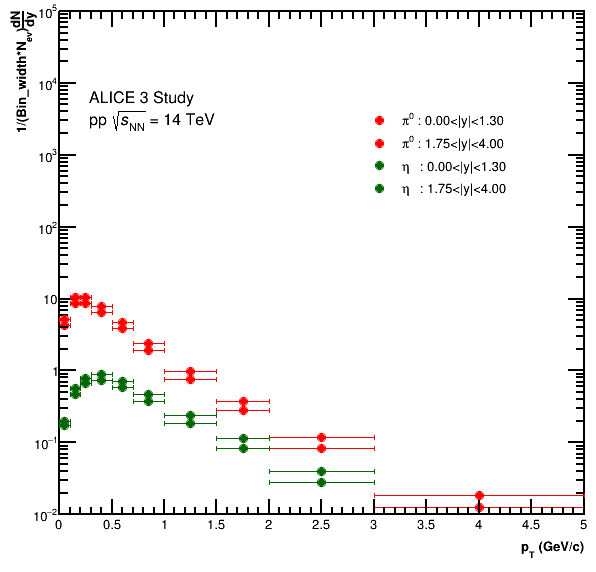 1/(Bin_width*N_ev) dN/dy
10^5
10^4
10^3
10^2
10
1
10^−1
10^−2
ALICE 3 Study
pp √s_NN = 14 TeV
π^0 : 0.00<|y|<1.30
π^0 : 1.75<|y|<4.00
η : 0.00<|y|<1.30
η : 1.75<|y|<4.00
0 0.5 1 1.5 2 2.5 3 3.5 4 4.5 5
p_T (GeV/c)